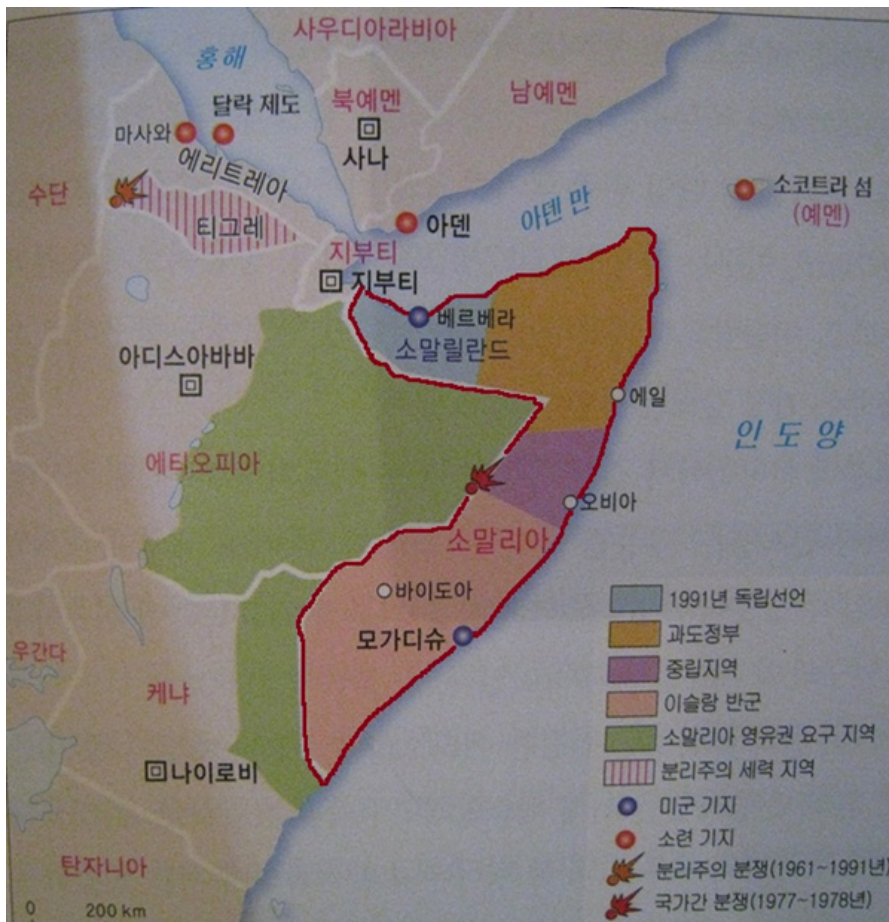 사우디아라비아
홍해
달락 제도
북예멘
남예멘
마사와
사나
에리트레아
수단
소코트라 섬
(예멘)
티그레
아덴
아덴 만
지부티
지부티
베르베라
소말릴란드
아디스아바바
에일
인도양
에티오피아
오비아
소말리아
바이도아
모가디슈
우간다
케냐
나이로비
탄자니아
0 200 km
1991년 독립선언
과도정부
중립지역
이슬랑 반군
소말리아 영유권 요구 지역
분리주의 세력 지역
미군 기지
소련 기지
분리주의 분쟁(1961~1991년)
국가간 분쟁(1977~1978년)